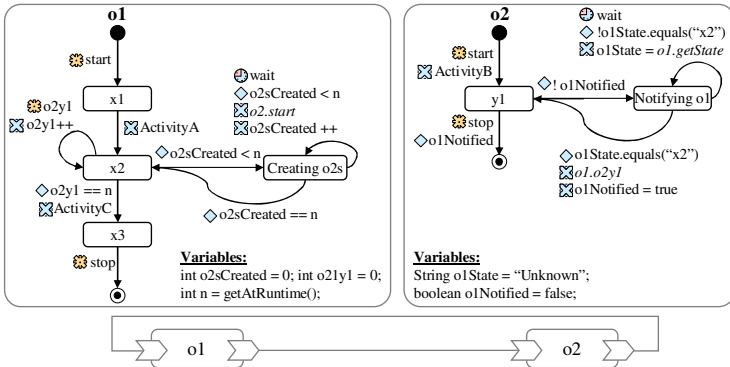 o1
start
x1
ActivityA
o2y1
o2y1++
x2
o2sCreated < n
wait
o2sCreated < n
o2.start
o2sCreated ++
Creating o2s
o2sCreated == n
o2y1 == n
ActivityC
x3
stop
Variables:
int o2sCreated = 0; int o21y1 = 0;
int n = getAtRuntime();
o2
start
ActivityB
y1
! o1Notified
wait
!o1State.equals(“x2”)
o1State = o1.getState
Notifying o1
stop
o1Notified
o1State.equals(“x2”)
o1.o2y1
o1Notified = true
Variables:
String o1State = “Unknown”;
boolean o1Notified = false;
o1
o2